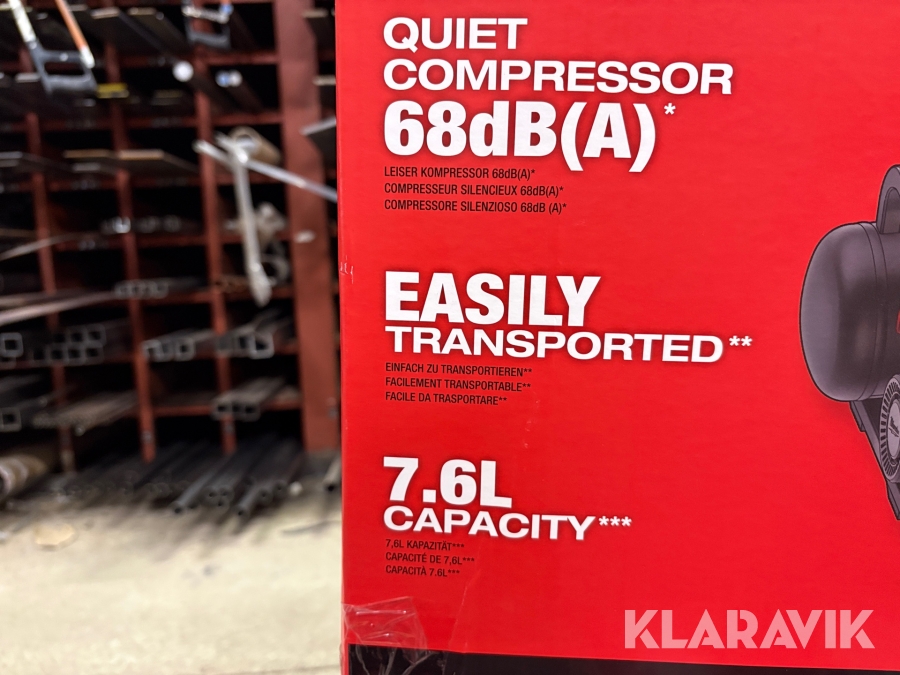 QUIET
COMPRESSOR
68dB(A)*
LEISER KOMPRESSOR 68dB(A)*
COMPRESSEUR SILENCIEUX 68dB(A)*
COMPRESSORE SILENZIOSO 68dB (A)*
EASILY
TRANSPORTED**
EINFACH ZU TRANSPORTIEREN**
FACILEMENT TRANSPORTABLE**
FACILE DA TRASPORTARE**
7.6L
CAPACITY***
7,6L KAPAZITÄT***
CAPACITÉ DE 7,6L***
CAPACITÀ 7.6L***
KLARAVIK